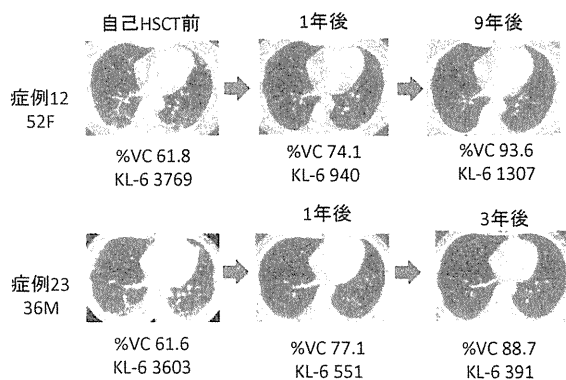 自己HSCT前 1年後 9年後
症例12
52F
%VC 61.8 %VC 74.1 %VC 93.6
KL-6 3769 KL-6 940 KL-6 1307
1年後 3年後
症例23
36M
%VC 61.6 %VC 77.1 %VC 88.7
KL-6 3603 KL-6 551 KL-6 391